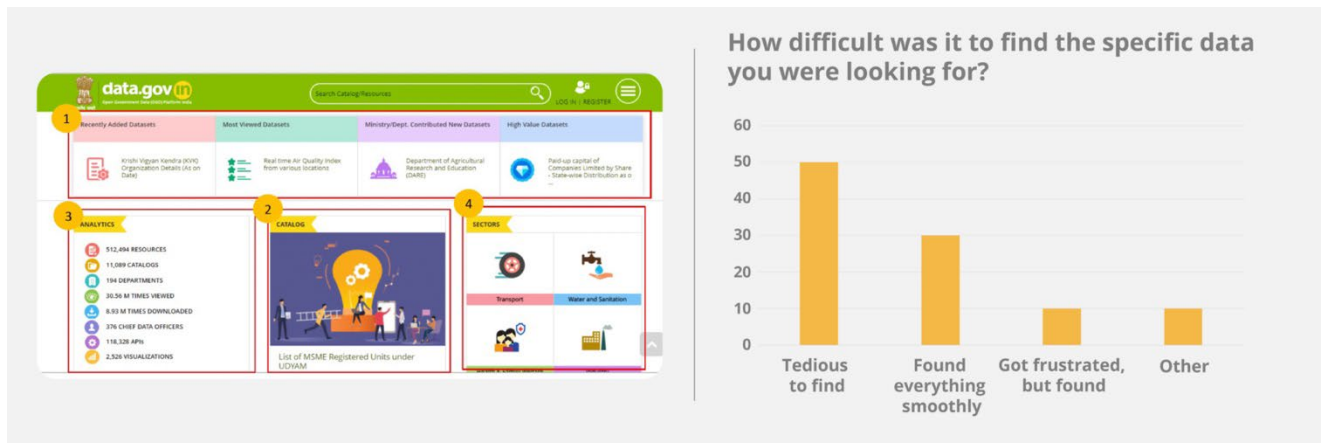 data.gov in
Open Government Data (OGD) Platform India
Search Catalog/Resources
LOG IN | REGISTER
1
Recently Added Datasets
Most Viewed Datasets
Ministry/Dept. Contributed New Datasets
High Value Datasets
Krishi Vigyan Kendra (KVK)
Organization Details (As on
Date)
Real time Air Quality Index
from various locations
Department of Agricultural
Research and Education
(DARE)
Paid-up capital of
Companies Limited by Share
- State-wise Distribution as o
...
3
ANALYTICS
512,494 RESOURCES
11,089 CATALOGS
194 DEPARTMENTS
30.56 M TIMES VIEWED
8.93 M TIMES DOWNLOADED
376 CHIEF DATA OFFICERS
118,328 APIs
2,526 VISUALIZATIONS
2
CATALOG
List of MSME Registered Units under
UDYAM
4
SECTORS
Transport
Water and Sanitation
How difficult was it to find the specific data
you were looking for?
60
50
40
30
20
10
0
Tedious
to find
Found
everything
smoothly
Got frustrated,
but found
Other